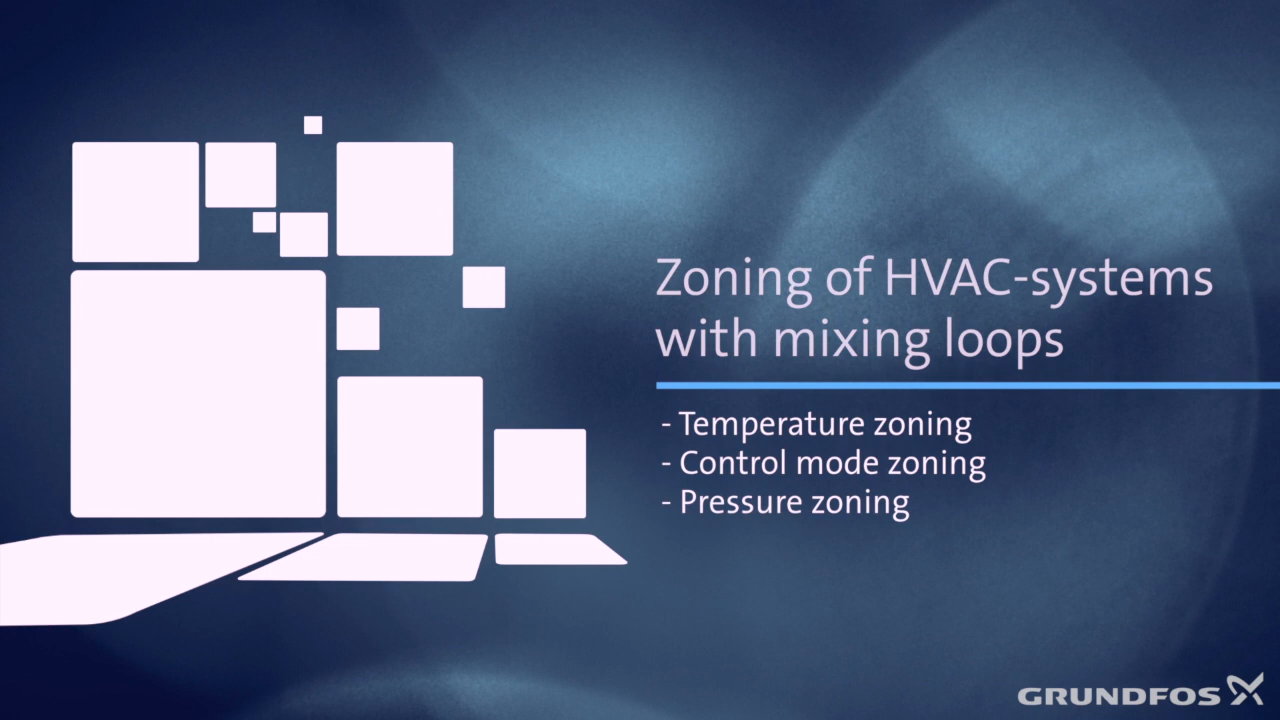 Zoning of HVAC-systems
with mixing loops
- Temperature zoning
- Control mode zoning
- Pressure zoning
GRUNDFOS